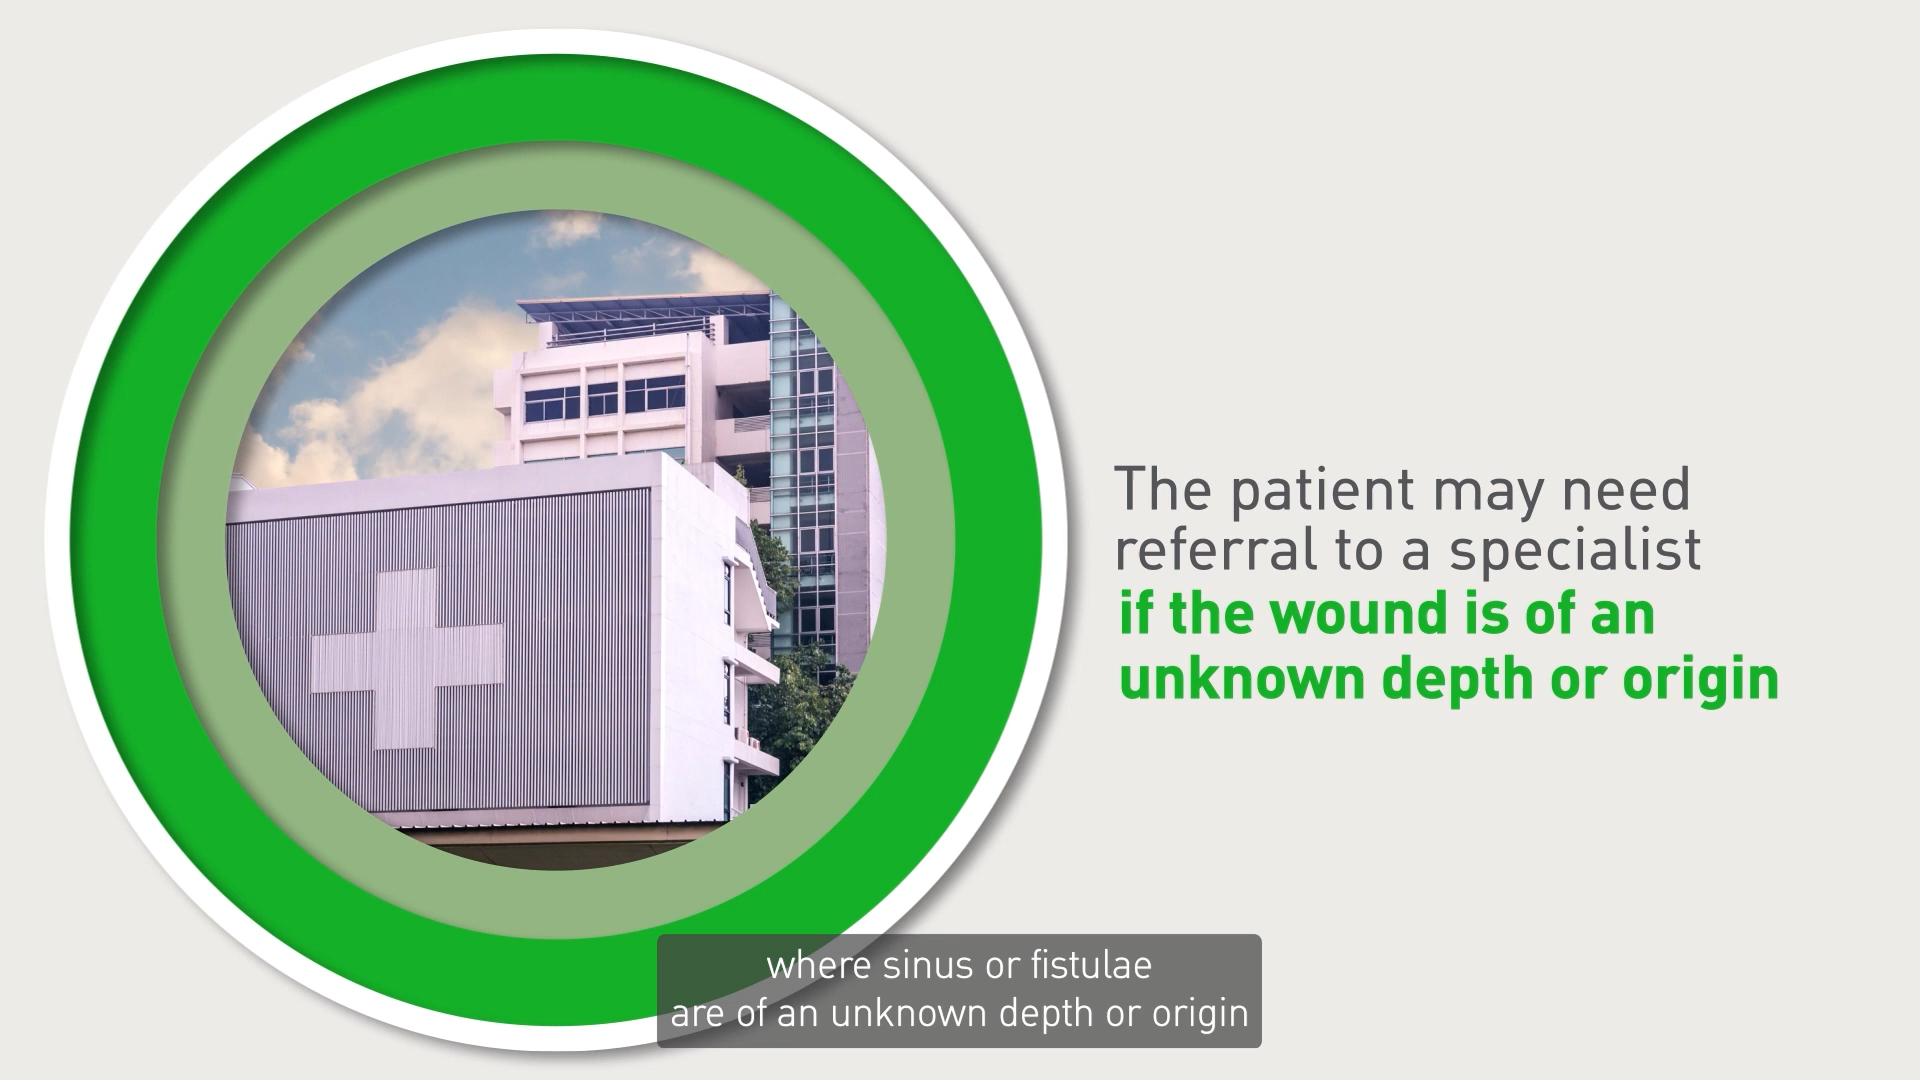 The patient may need
referral to a specialist
if the wound is of an
unknown depth or origin
where sinus or fistulae
are of an unknown depth or origin